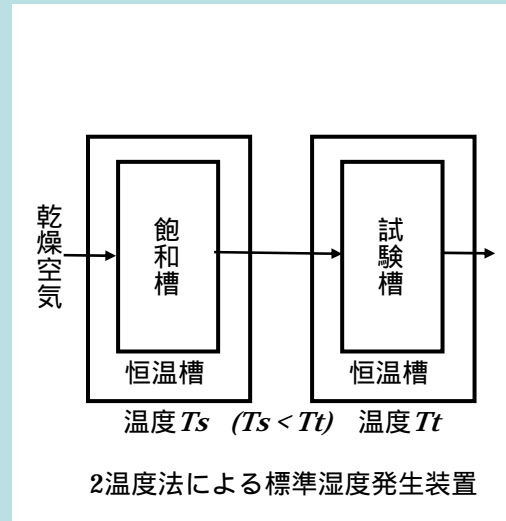 乾燥空気
飽和槽
試験槽
恒温槽
恒温槽
温度Ts (Ts < Tt) 温度Tt
2温度法による標準湿度発生装置